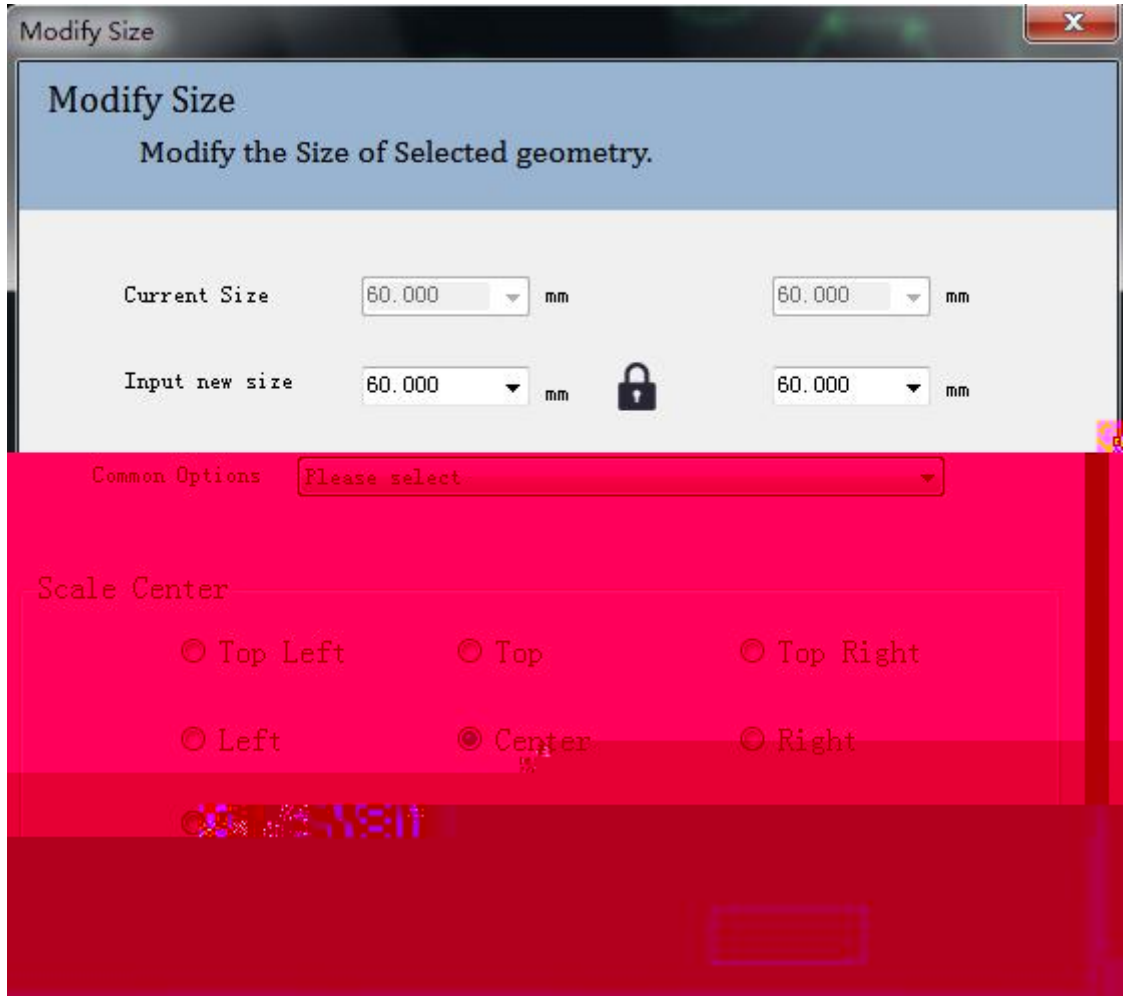 Modify Size
Modify Size
Modify the Size of Selected geometry.
Current Size 60.000 mm 60.000 mm
Input new size 60.000 mm 60.000 mm
Common Options Please select
Scale Center
Top Left Top Top Right
Left Center Right